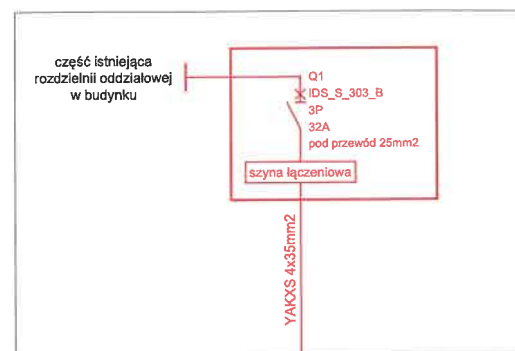 część istniejąca
rozdzielnii oddziałowej
w budynku
Q1
IDS_S_303_B
3P
32A
pod przewód 25mm2
szyna łączeniowa
YAKXS 4x35mm2